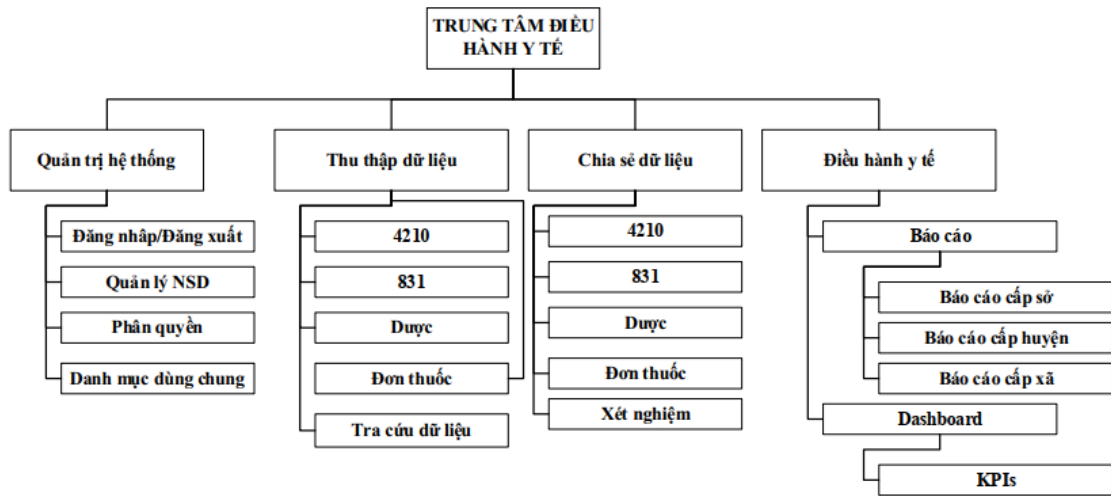 TRUNG TÂM ĐIỀU
HÀNH Y TẾ
Quản trị hệ thống
Thu thập dữ liệu
Chia sẻ dữ liệu
Điều hành y tế
Đăng nhâp/Đăng xuất
Quản lý NSD
Phân quyền
Danh mục dùng chung
4210
831
Dược
Đơn thuốc
Tra cứu dữ liệu
4210
831
Dược
Đơn thuốc
Xét nghiệm
Báo cáo
Báo cáo cấp sở
Báo cáo cấp huyện
Báo cáo cấp xã
Dashboard
KPIs